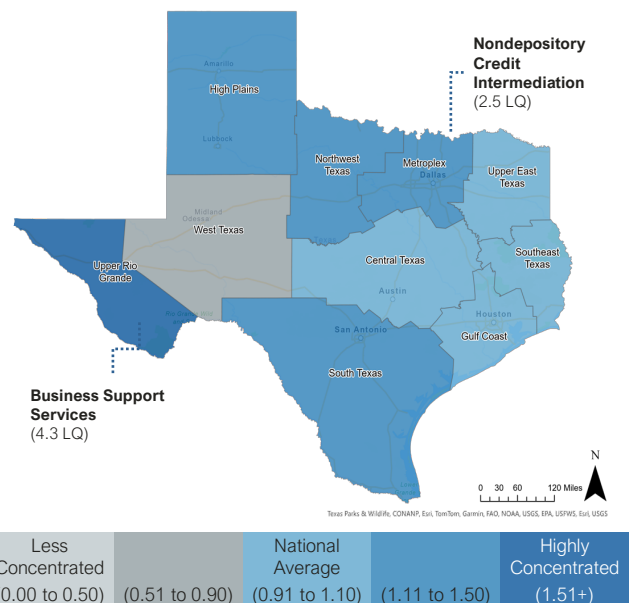 Nondepository
Credit
Intermediation
(2.5 LQ)
Amarillo
High Plains
Lubbock
Northwest
Texas
Metroplex
Dallas
Upper East
Texas
Midland
Odessa
West Texas
Upper Rio
Grande
Central Texas
Southeast
Texas
Austin
Houston
Gulf Coast
San Antonio
South Texas
Business Support
Services
(4.3 LQ)
N
0 30 60 120 Miles
Texas Parks & Wildlife, CONANP, Esri, TomTom, Garmin, FAO, NOAA, USGS, EPA, USFWS, Esri, USGS
Less
Concentrated
(0.00 to 0.50)
(0.51 to 0.90)
National
Average
(0.91 to 1.10)
(1.11 to 1.50)
Highly
Concentrated
(1.51+)